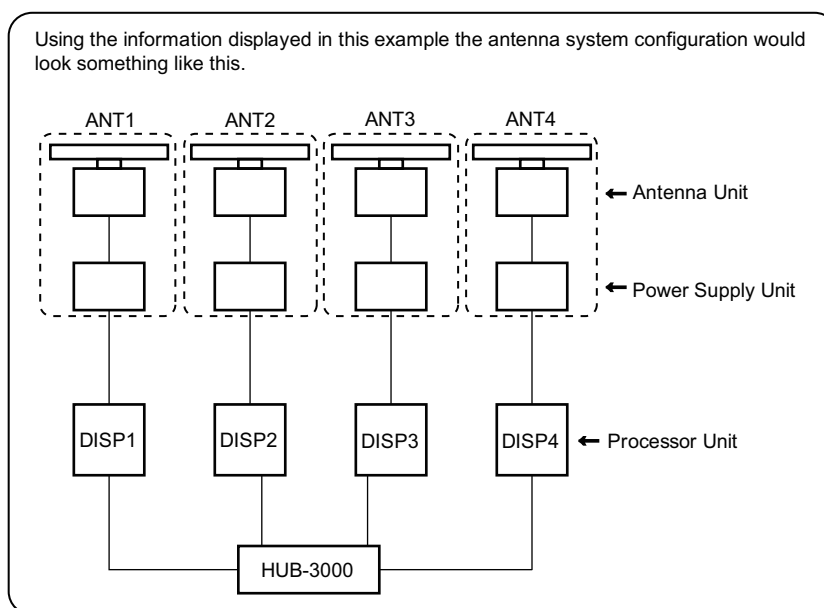 Using the information displayed in this example the antenna system configuration would
look something like this.
ANT1 ANT2 ANT3 ANT4
Antenna Unit
Power Supply Unit
DISP1 DISP2 DISP3 DISP4 Processor Unit
HUB-3000